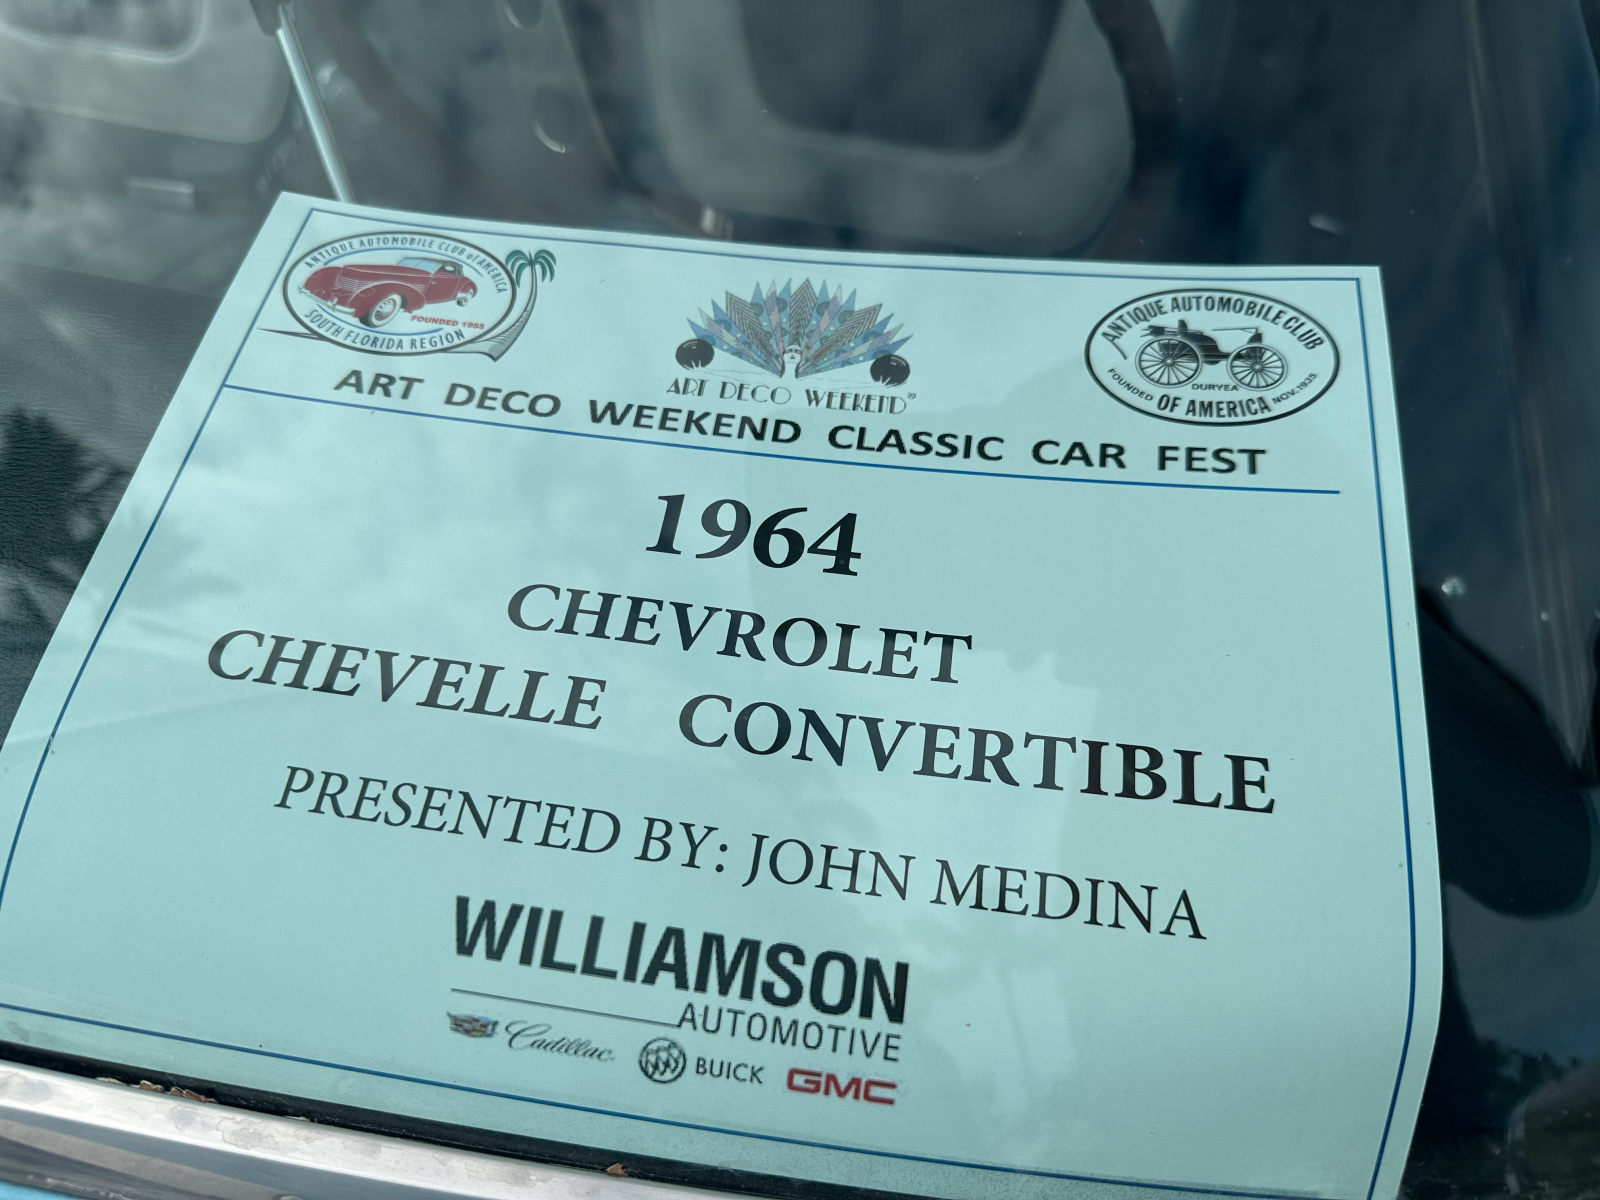 ANTIQUE AUTOMOBILE CLUB of AMERICA
FOUNDED 1955
SOUTH FLORIDA REGION
ART DECO WEEKEND®
ANTIQUE AUTOMOBILE CLUB
DURYEA
FOUNDED NOV. 1935
OF AMERICA
ART DECO WEEKEND CLASSIC CAR FEST
1964
CHEVROLET
CHEVELLE CONVERTIBLE
PRESENTED BY: JOHN MEDINA
WILLIAMSON
AUTOMOTIVE
Cadillac BUICK GMC